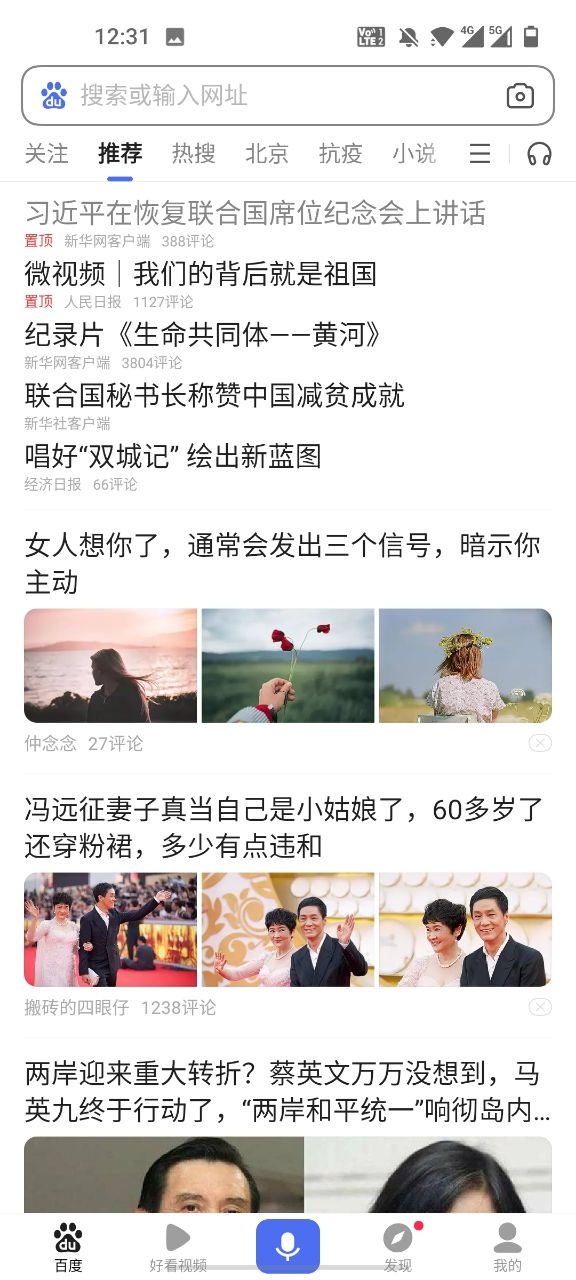 12:31
Vo 1
LTE 2
4G
5G
du
搜索或输入网址
关注 推荐 热搜 北京 抗疫 小说
习近平在恢复联合国席位纪念会上讲话
置顶 新华网客户端 388评论
微视频｜我们的背后就是祖国
置顶 人民日报 1127评论
纪录片《生命共同体——黄河》
新华网客户端 3804评论
联合国秘书长称赞中国减贫成就
新华社客户端
唱好“双城记” 绘出新蓝图
经济日报 66评论
女人想你了，通常会发出三个信号，暗示你
主动
仲念念 27评论
冯远征妻子真当自己是小姑娘了，60多岁了
还穿粉裙，多少有点违和
搬砖的四眼仔 1238评论
两岸迎来重大转折？蔡英文万万没想到，马
英九终于行动了，“两岸和平统一”响彻岛内...
du
百度 好看视频 发现 我的